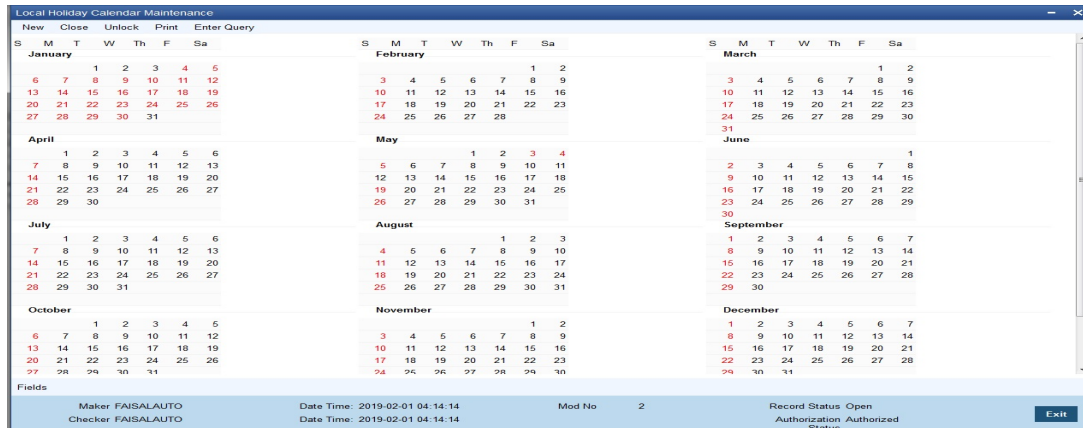 Local Holiday Calendar Maintenance
New Close Unlock Print Enter Query
S M T W Th F Sa S M T W Th F Sa S M T W Th F Sa
January February March
1 2 3 4 5 1 2 1 2
6 7 8 9 10 11 12 3 4 5 6 7 8 9 3 4 5 6 7 8 9
13 14 15 16 17 18 19 10 11 12 13 14 15 16 10 11 12 13 14 15 16
20 21 22 23 24 25 26 17 18 19 20 21 22 23 17 18 19 20 21 22 23
27 28 29 30 31 24 25 26 27 28 24 25 26 27 28 29 30
31
April May June
1 2 3 4 5 6 1 2 3 4 1
7 8 9 10 11 12 13 5 6 7 8 9 10 11 2 3 4 5 6 7 8
14 15 16 17 18 19 20 12 13 14 15 16 17 18 9 10 11 12 13 14 15
21 22 23 24 25 26 27 19 20 21 22 23 24 25 16 17 18 19 20 21 22
28 29 30 26 27 28 29 30 31 23 24 25 26 27 28 29
30
July August September
1 2 3 4 5 6 1 2 3 1 2 3 4 5 6 7
7 8 9 10 11 12 13 4 5 6 7 8 9 10 8 9 10 11 12 13 14
14 15 16 17 18 19 20 11 12 13 14 15 16 17 15 16 17 18 19 20 21
21 22 23 24 25 26 27 18 19 20 21 22 23 24 22 23 24 25 26 27 28
28 29 30 31 25 26 27 28 29 30 31 29 30
October November December
1 2 3 4 5 1 2 1 2 3 4 5 6 7
6 7 8 9 10 11 12 3 4 5 6 7 8 9 8 9 10 11 12 13 14
13 14 15 16 17 18 19 10 11 12 13 14 15 16 15 16 17 18 19 20 21
20 21 22 23 24 25 26 17 18 19 20 21 22 23 22 23 24 25 26 27 28
27 28 29 30 31 24 25 26 27 28 29 30 29 30 31
Fields
Maker FAISALAUTO Date Time: 2019-02-01 04:14:14 Mod No 2 Record Status Open
Checker FAISALAUTO Date Time: 2019-02-01 04:14:14 Authorization Authorized
Status
Exit